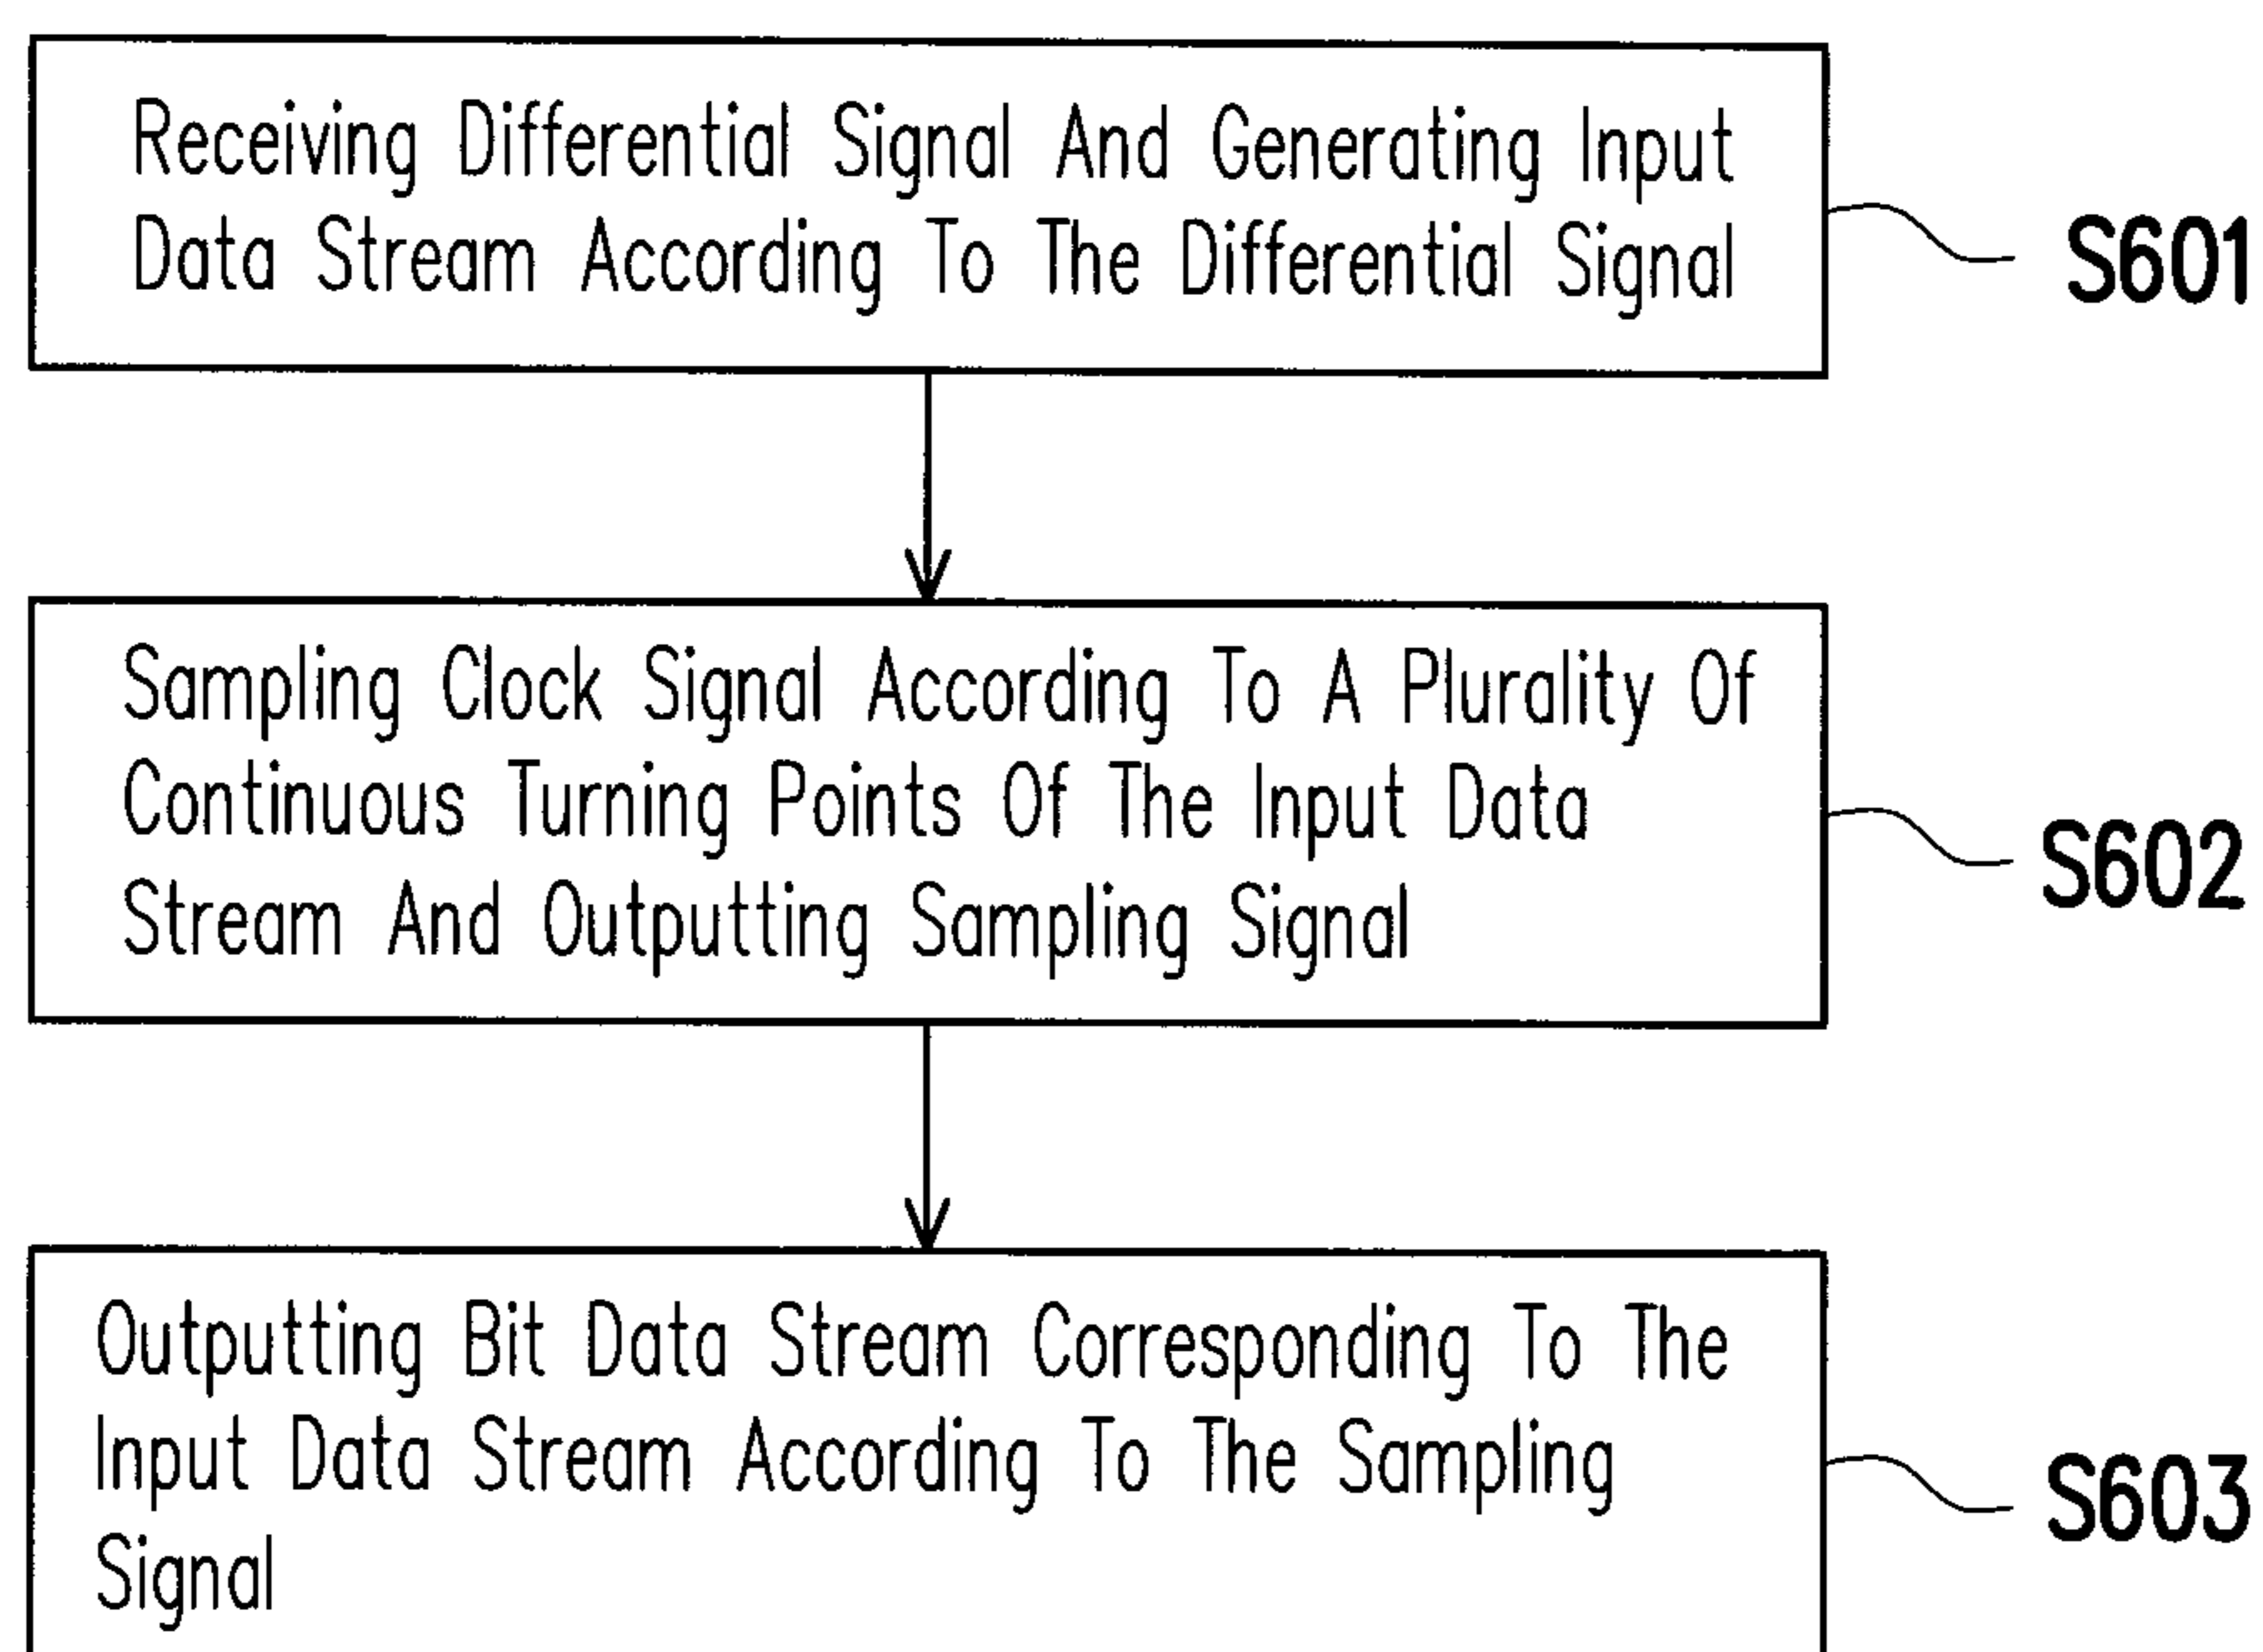 Receiving Differential Signal And Generating Input
Data Stream According To The Differential Signal
S601
Sampling Clock Signal According To A Plurality Of
Continuous Turning Points Of The Input Data
Stream And Outputting Sampling Signal
S602
Outputting Bit Data Stream Corresponding To The
Input Data Stream According To The Sampling
Signal
S603